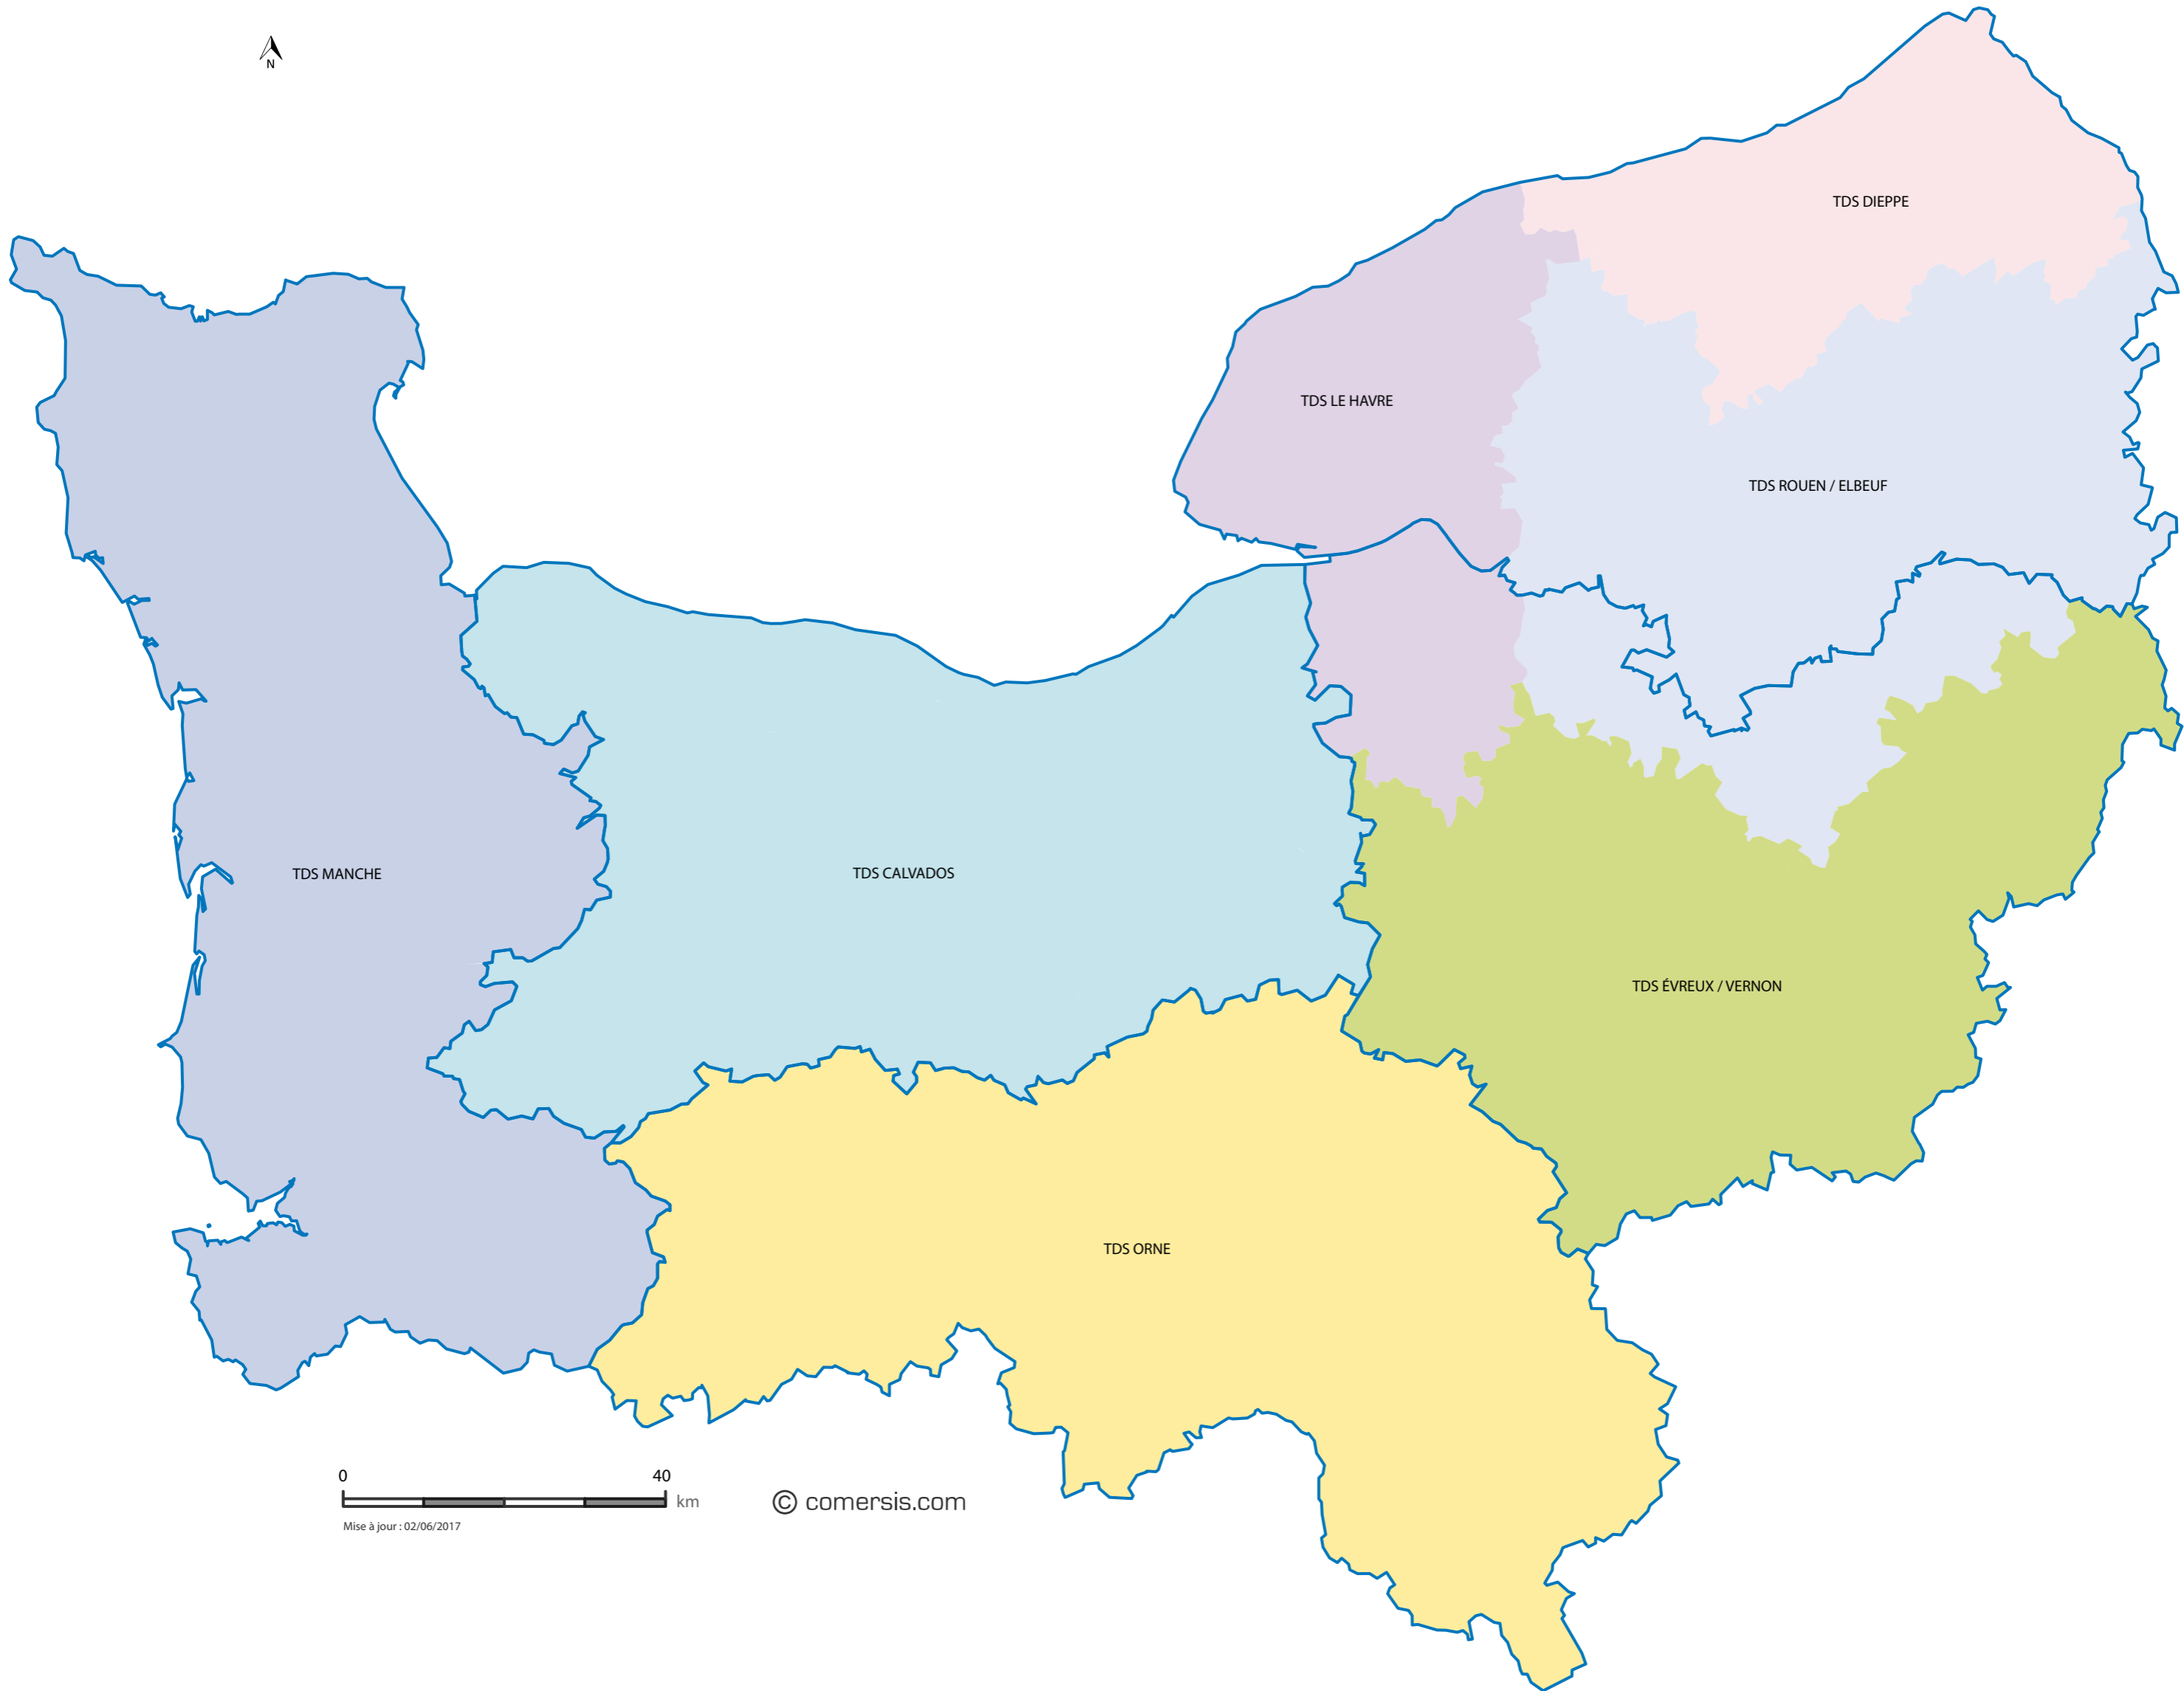 N
TDS DIEPPE
TDS LE HAVRE
TDS ROUEN / ELBEUF
TDS MANCHE
TDS CALVADOS
TDS ÉVREUX / VERNON
TDS ORNE
0 40
km
© comersis.com
Mise à jour : 02/06/2017